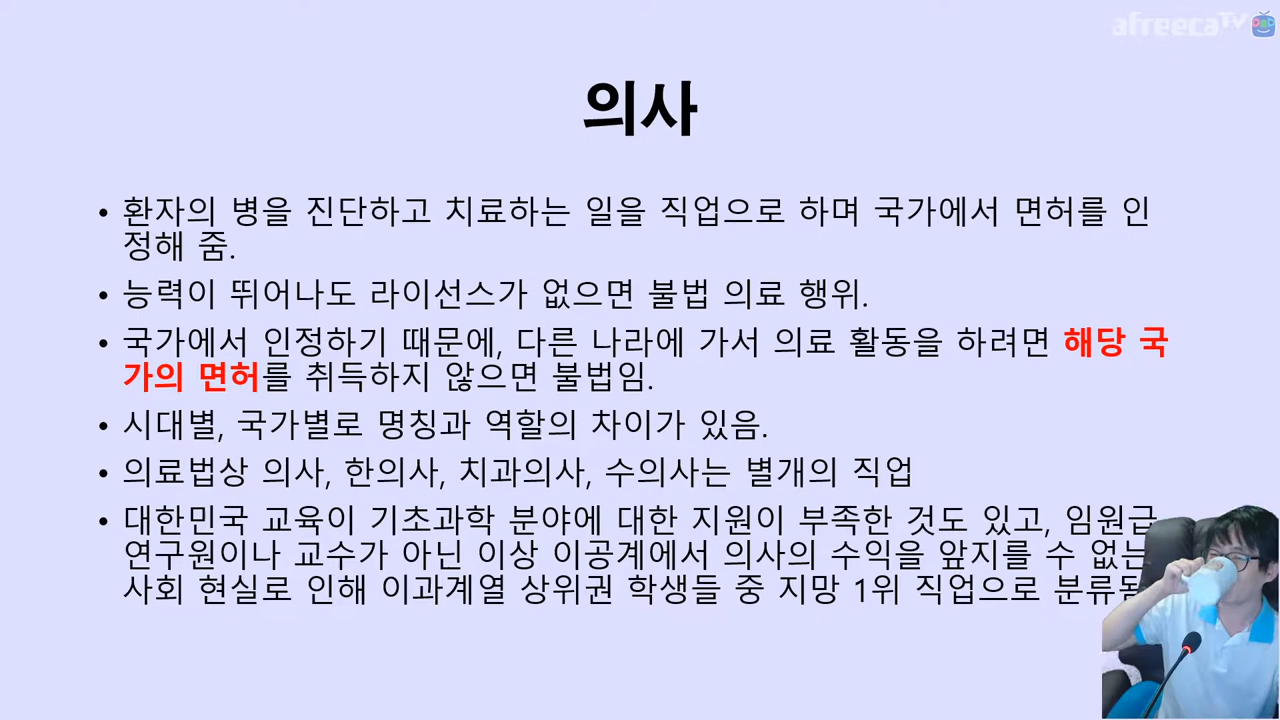 afreecaTV
의사
• 환자의 병을 진단하고 치료하는 일을 직업으로 하며 국가에서 면허를 인
정해 줌.
• 능력이 뛰어나도 라이선스가 없으면 불법 의료 행위.
• 국가에서 인정하기 때문에, 다른 나라에 가서 의료 활동을 하려면 해당 국
가의 면허를 취득하지 않으면 불법임.
• 시대별, 국가별로 명칭과 역할의 차이가 있음.
• 의료법상 의사, 한의사, 치과의사, 수의사는 별개의 직업
• 대한민국 교육이 기초과학 분야에 대한 지원이 부족한 것도 있고, 임원급
연구원이나 교수가 아닌 이상 이공계에서 의사의 수익을 앞지를 수 없는
사회 현실로 인해 이과계열 상위권 학생들 중 지망 1위 직업으로 분류됨